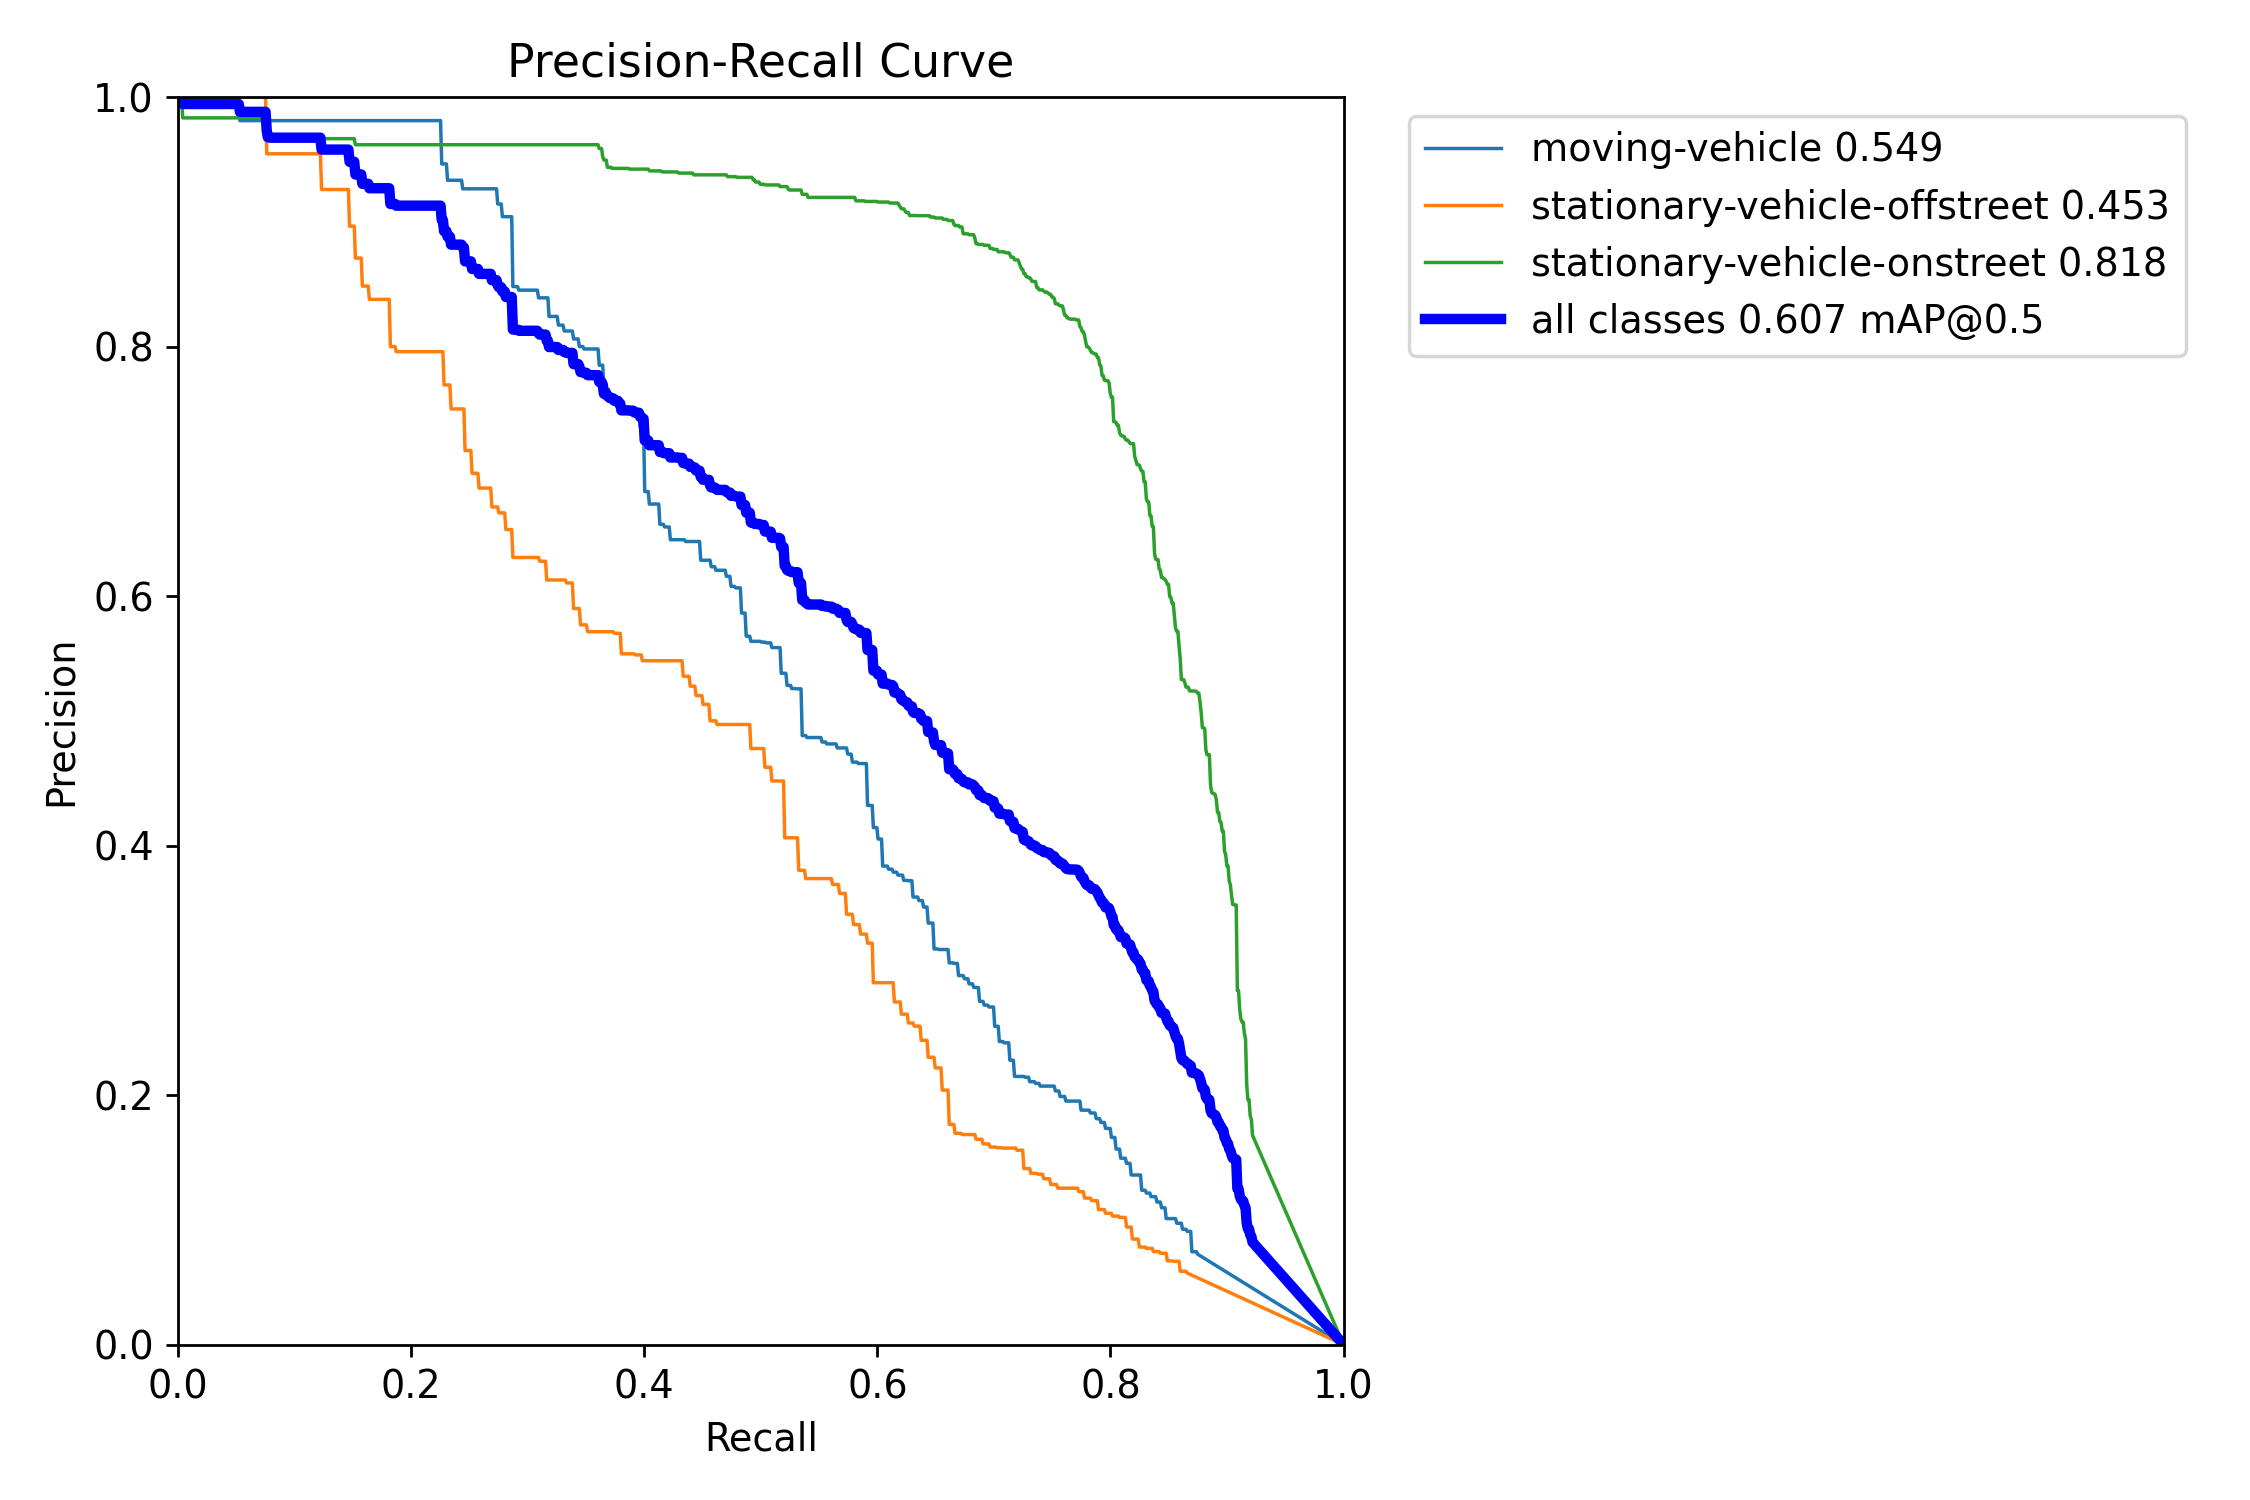 Precision-Recall Curve
1.0
0.8
0.6
0.4
0.2
0.0
Precision
0.0 0.2 0.4 0.6 0.8 1.0
Recall
moving-vehicle 0.549
stationary-vehicle-offstreet 0.453
stationary-vehicle-onstreet 0.818
all classes 0.607 mAP@0.5